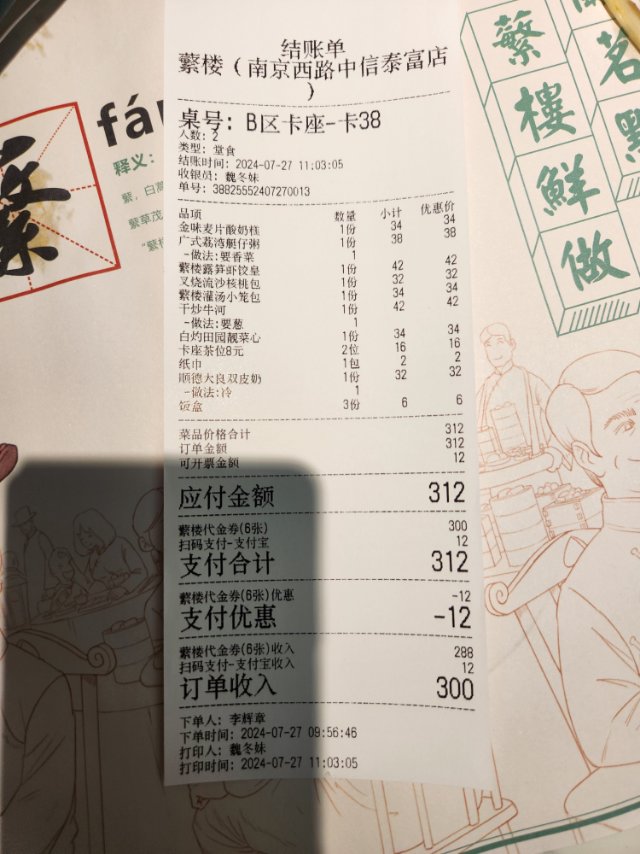 结账单
蘩楼（南京西路中信泰富店
）
桌号：B区卡座-卡38
人数：2
类型：堂食
结账时间：2024-07-27 11:03:05
收银员：魏冬妹
单号：38825552407270013
品项 数量 小计 优惠价
金味麦片酸奶糕 1份 34 34
广式荔湾艇仔粥 1份 38 38
-做法:要香菜 1
蘩楼露笋虾饺皇 1份 42 42
叉烧流沙核桃包 1份 32 32
蘩楼灌汤小笼包 1份 34 34
干炒牛河 1份 42 42
-做法:要葱 1
白灼田园靓菜心 1份 34 34
卡座茶位8元 2位 16 16
纸巾 1包 2 2
顺德大良双皮奶 1份 32 32
-做法:冷 1
饭盒 3份 6 6
菜品价格合计 312
订单金额 312
可开票金额 12
应付金额 312
蘩楼代金券(6张) 300
扫码支付-支付宝 12
支付合计 312
蘩楼代金券(6张)优惠 -12
支付优惠 -12
蘩楼代金券(6张)收入 288
扫码支付-支付宝收入 12
订单收入 300
下单人：李辉章
下单时间：2024-07-27 09:56:46
打印人：魏冬妹
打印时间：2024-07-27 11:03:05
蘩
fá
释义：
蘩，白蒿
蘩草茂
“蘩楼
蘩樓鮮做
茗點